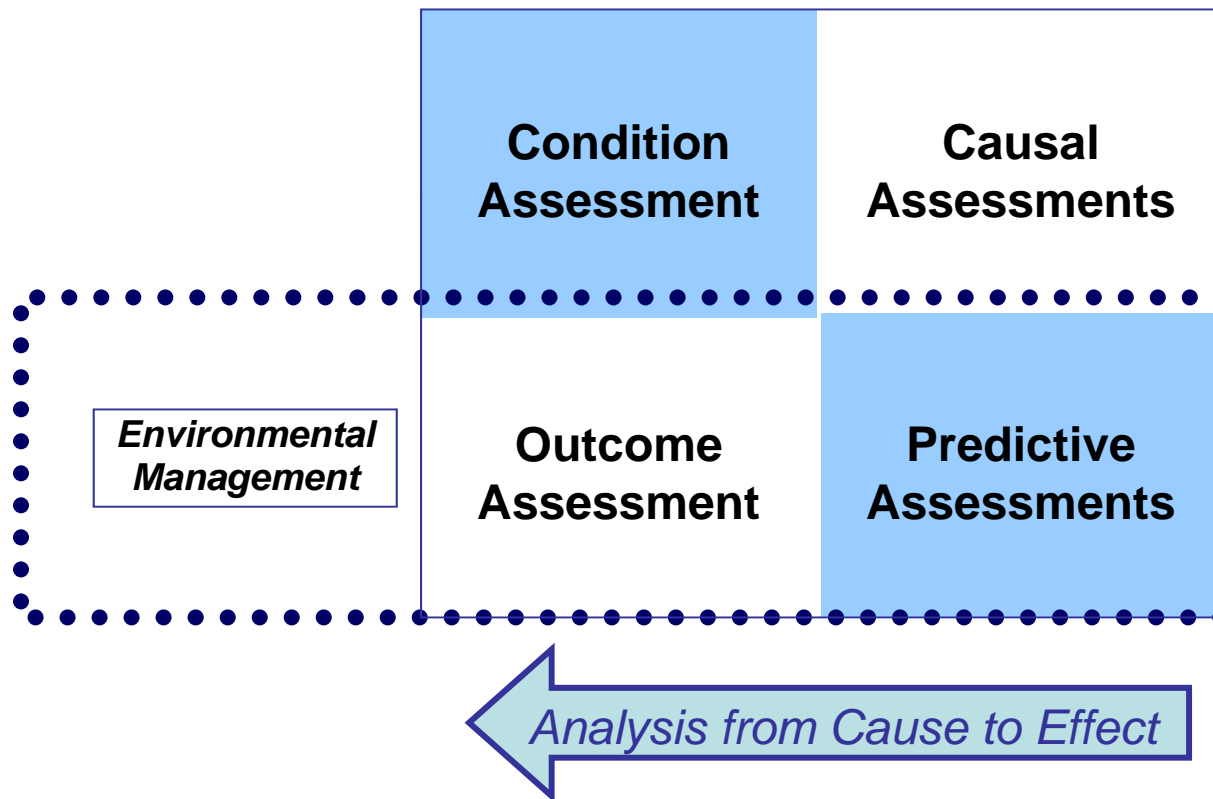 Condition
Assessment
Causal
Assessments
Environmental
Management
Outcome
Assessment
Predictive
Assessments
Analysis from Cause to Effect